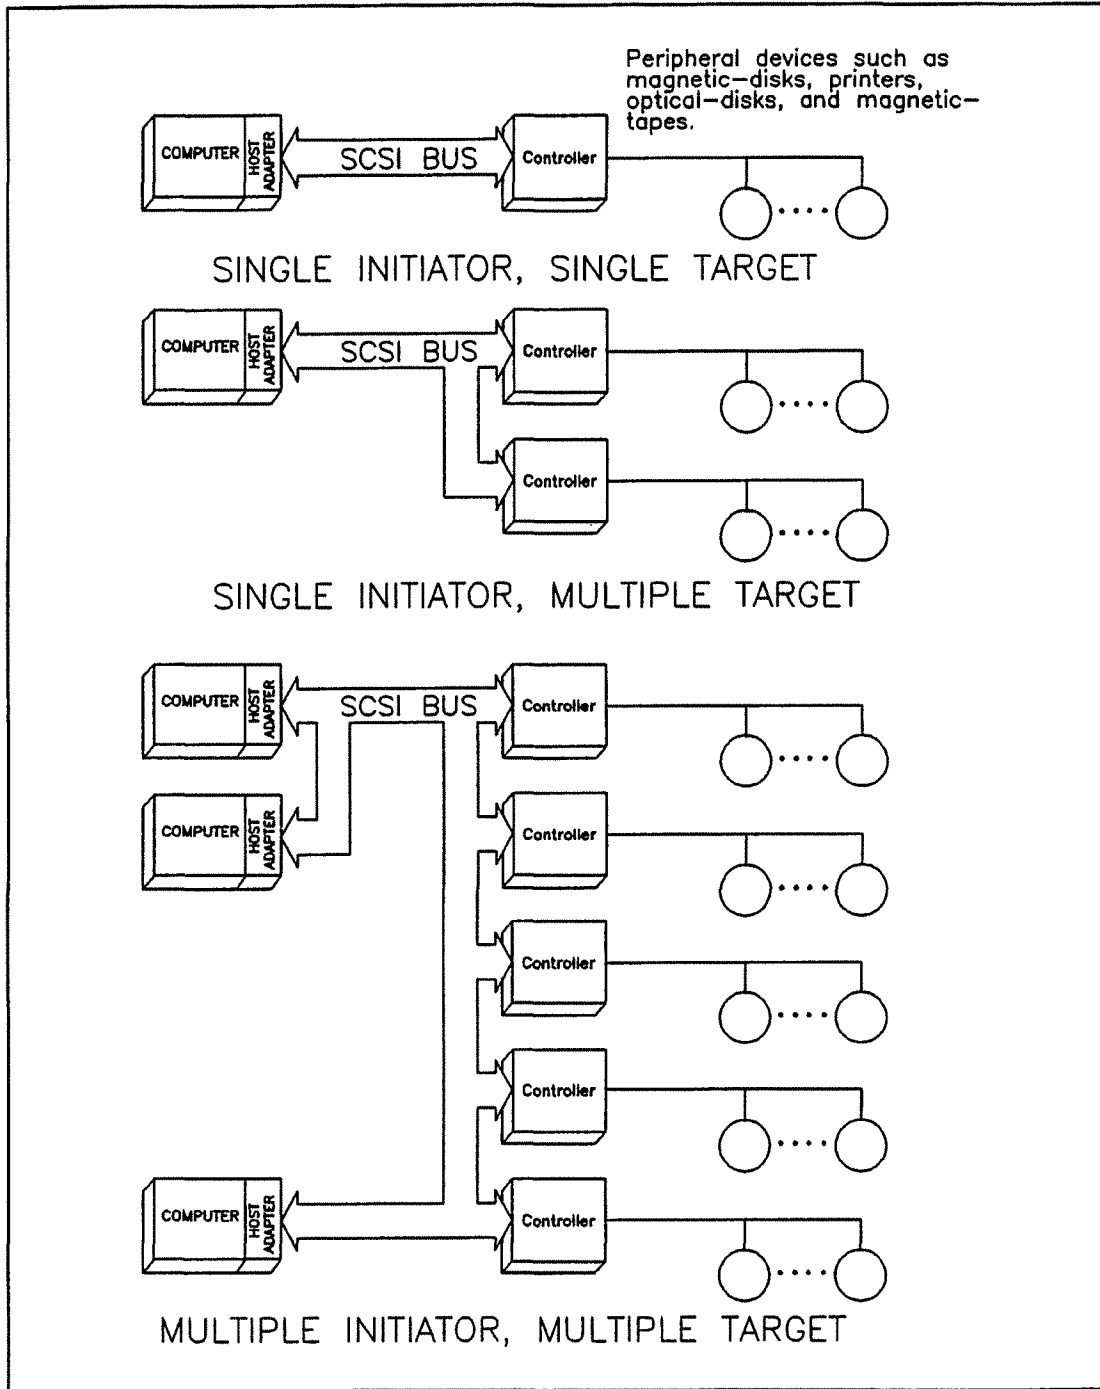 Peripheral devices such as
magnetic-disks, printers,
optical-disks, and magnetic-
tapes.
COMPUTER
HOST
ADAPTER
SCSI BUS
Controller
SINGLE INITIATOR, SINGLE TARGET
COMPUTER
HOST
ADAPTER
SCSI BUS
Controller
Controller
SINGLE INITIATOR, MULTIPLE TARGET
COMPUTER
HOST
ADAPTER
SCSI BUS
Controller
COMPUTER
HOST
ADAPTER
Controller
Controller
Controller
COMPUTER
HOST
ADAPTER
Controller
MULTIPLE INITIATOR, MULTIPLE TARGET